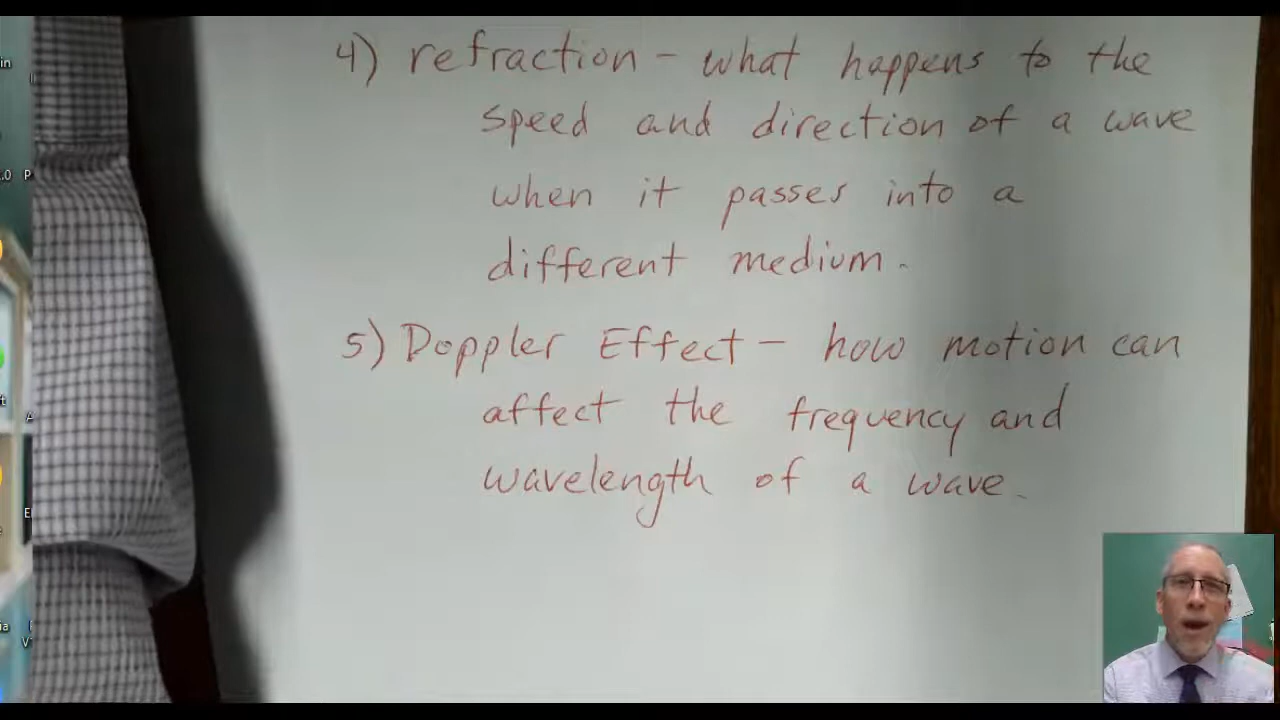 4) refraction - what happens to the
speed and direction of a wave
when it passes into a
different medium.
5) Doppler Effect - how motion can
affect the frequency and
wavelength of a wave.